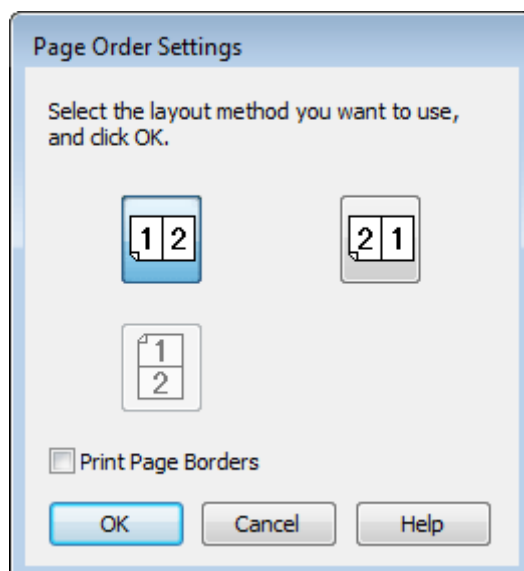 Page Order Settings
Select the layout method you want to use,
and click OK.
1 2
2 1
1
2
Print Page Borders
OK Cancel Help